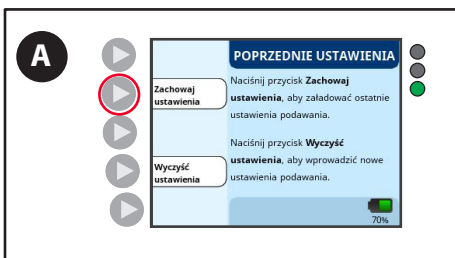 A
POPRZEDNIE USTAWIENIA
Zachowaj
ustawienia
Naciśnij przycisk Zachowaj
ustawienia, aby załadować ostatnie
ustawienia podawania.
Naciśnij przycisk Wyczyść
ustawienia, aby wprowadzić nowe
ustawienia podawania.
Wyczyść
ustawienia
70%